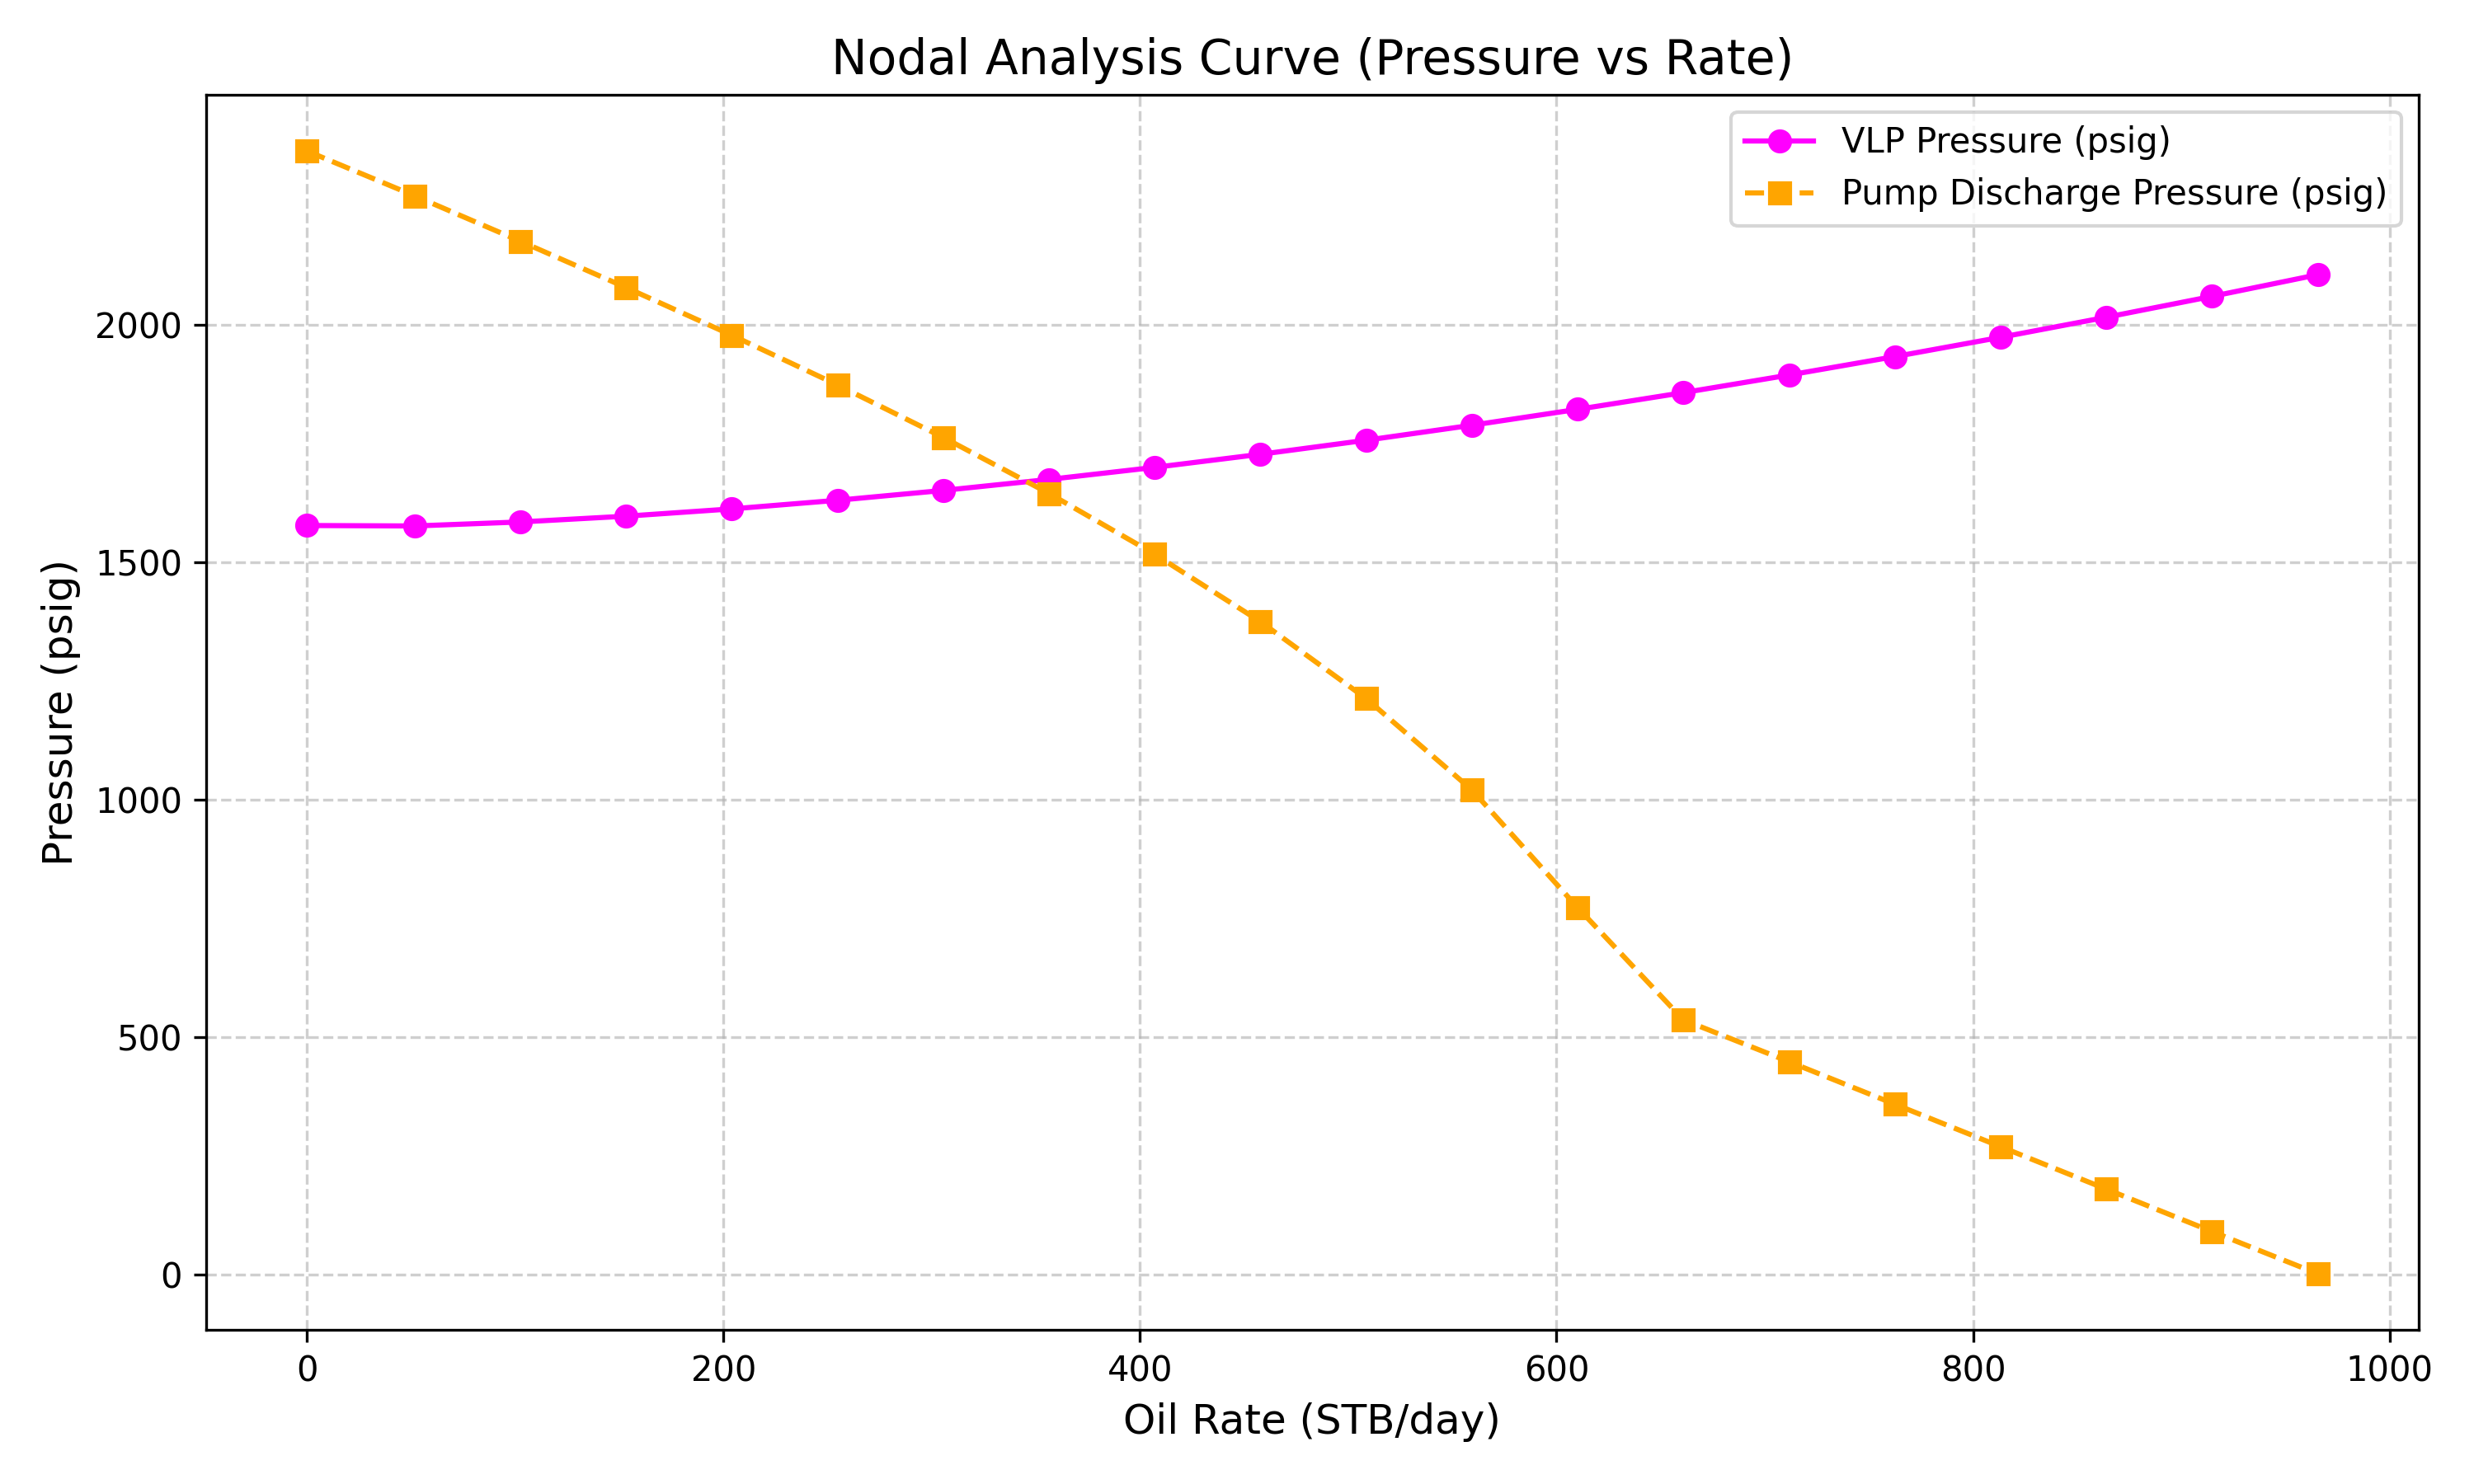 Nodal Analysis Curve (Pressure vs Rate)
VLP Pressure (psig)
Pump Discharge Pressure (psig)
Pressure (psig)
2000
1500
1000
500
0
0 200 400 600 800 1000
Oil Rate (STB/day)